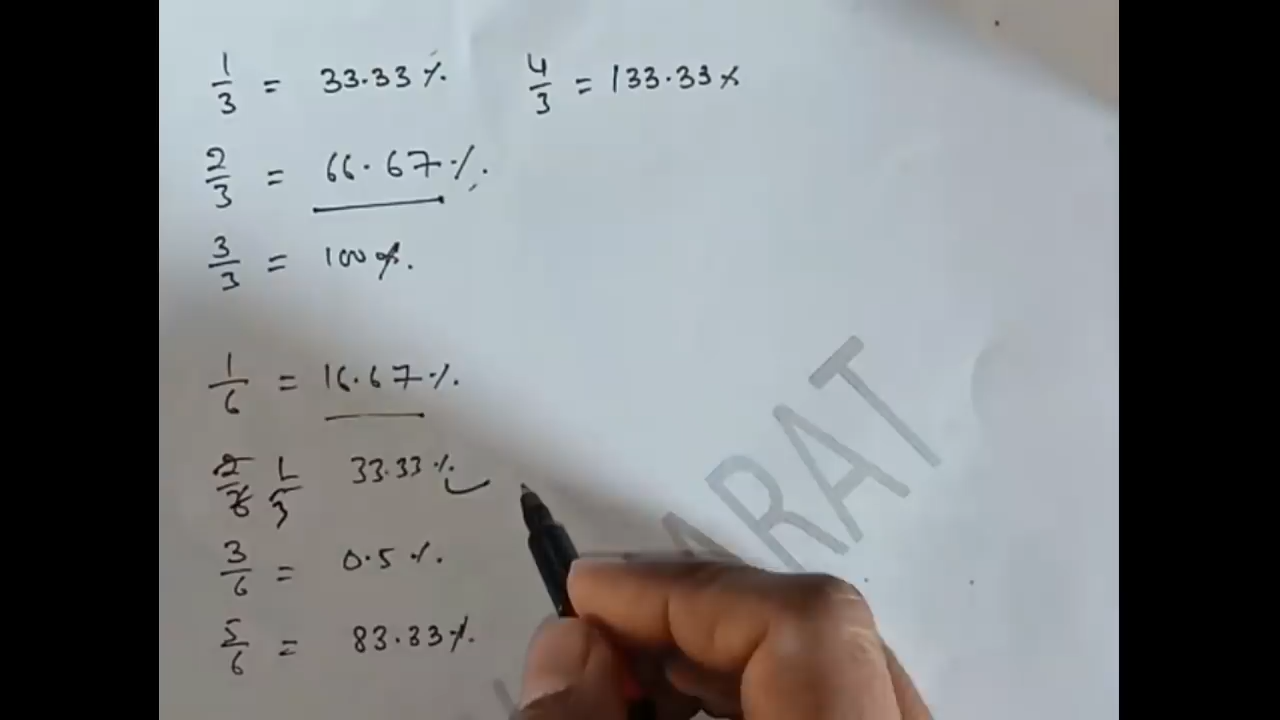 1/3 = 33.33% 4/3 = 133.33%
2/3 = 66.67%.
3/3 = 100%.
1/6 = 16.67%.
2/6 1/3 33.33%.
3/6 = 0.5%.
5/6 = 83.33%.
ARAT